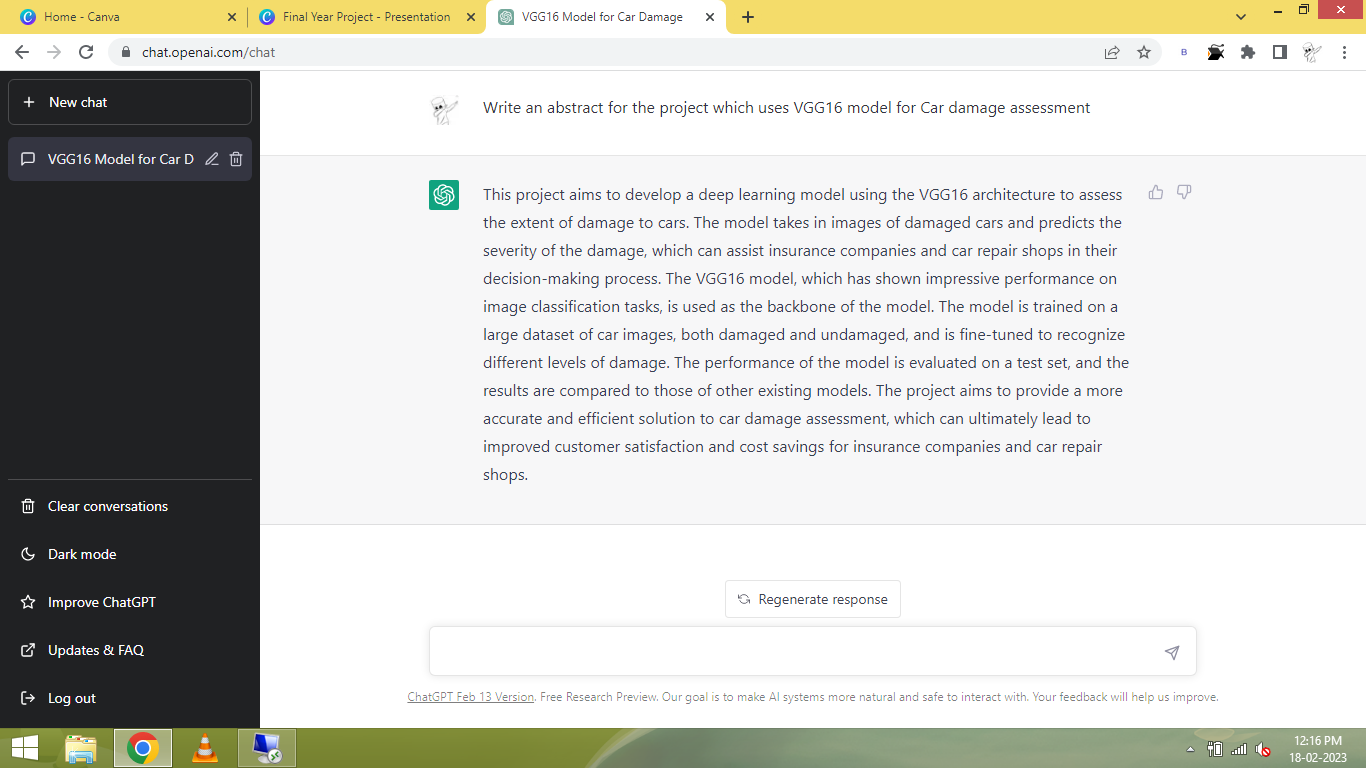 Home - Canva
Final Year Project - Presentation
VGG16 Model for Car Damage
chat.openai.com/chat
B
New chat
VGG16 Model for Car D
Clear conversations
Dark mode
Improve ChatGPT
Updates & FAQ
Log out
Write an abstract for the project which uses VGG16 model for Car damage assessment
This project aims to develop a deep learning model using the VGG16 architecture to assess
the extent of damage to cars. The model takes in images of damaged cars and predicts the
severity of the damage, which can assist insurance companies and car repair shops in their
decision-making process. The VGG16 model, which has shown impressive performance on
image classification tasks, is used as the backbone of the model. The model is trained on a
large dataset of car images, both damaged and undamaged, and is fine-tuned to recognize
different levels of damage. The performance of the model is evaluated on a test set, and the
results are compared to those of other existing models. The project aims to provide a more
accurate and efficient solution to car damage assessment, which can ultimately lead to
improved customer satisfaction and cost savings for insurance companies and car repair
shops.
Regenerate response
ChatGPT Feb 13 Version. Free Research Preview. Our goal is to make AI systems more natural and safe to interact with. Your feedback will help us improve.
12:16 PM
18-02-2023